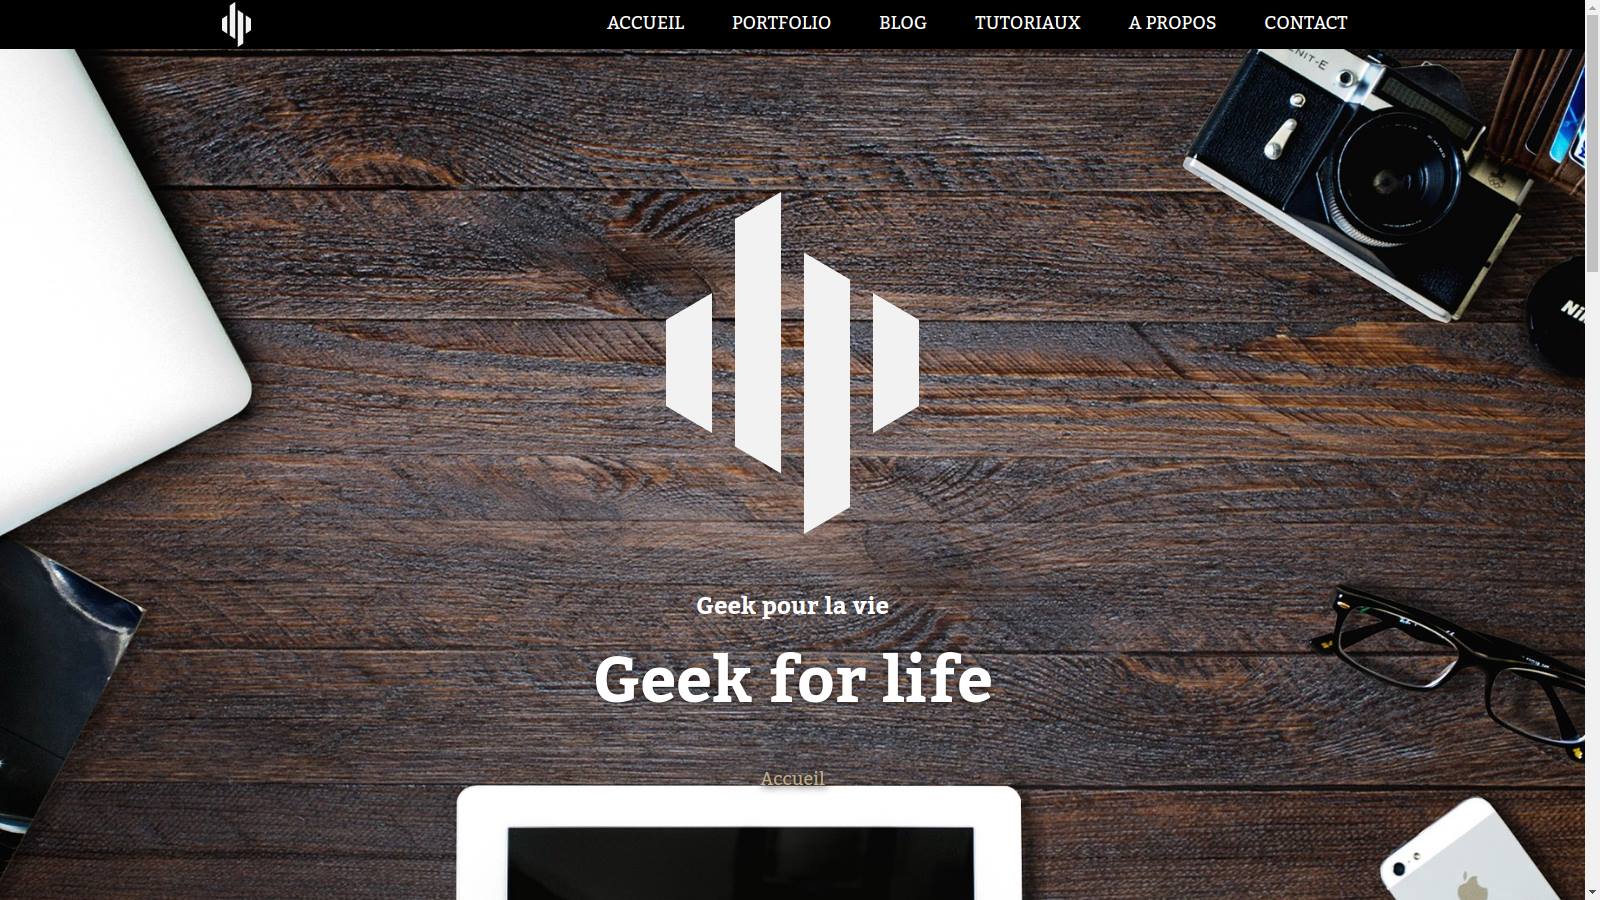 ACCUEIL PORTFOLIO BLOG TUTORIAUX A PROPOS CONTACT
Geek pour la vie
Geek for life
Accueil